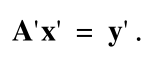 A'x' = y'.